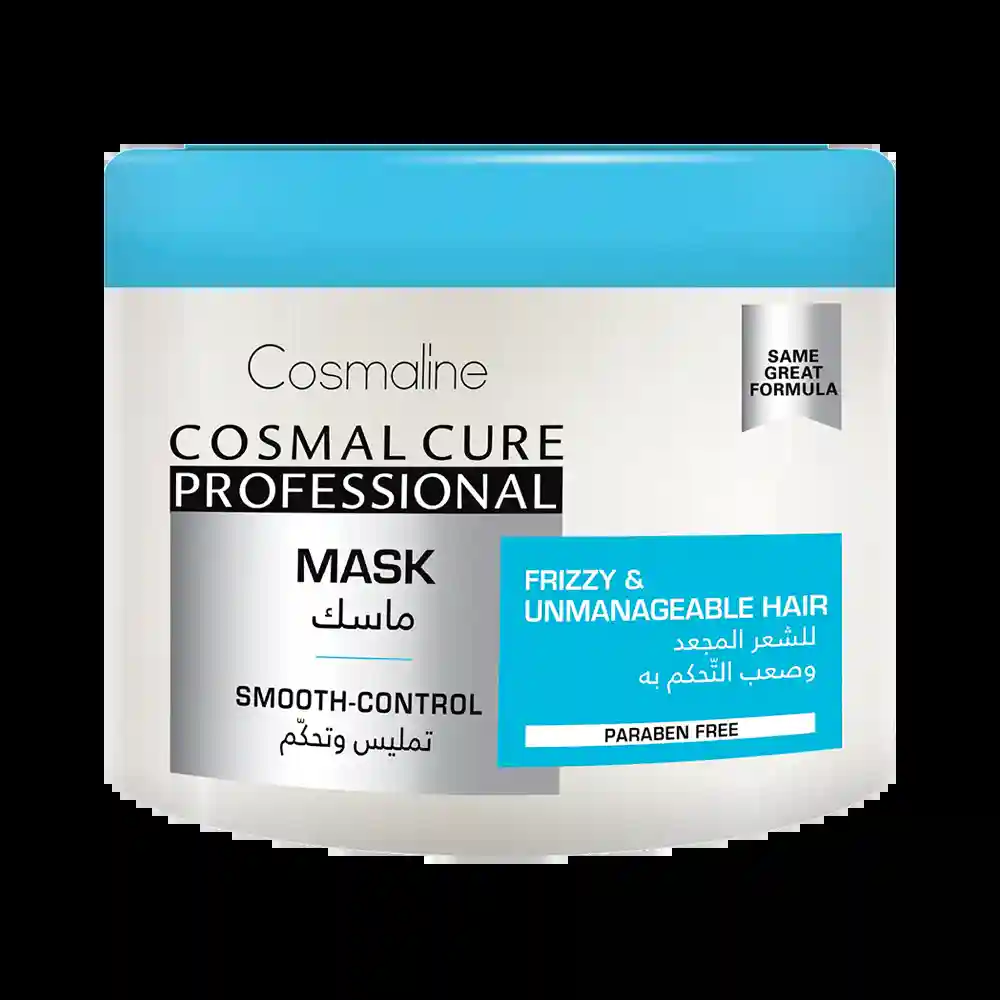 Cosmaline
COSMAL CURE
PROFESSIONAL
MASK
ماسك
SMOOTH-CONTROL
تمليس وتحكّم
SAME
GREAT
FORMULA
FRIZZY &
UNMANAGEABLE HAIR
للشعر المجعد
وصعب التّحكم به
PARABEN FREE